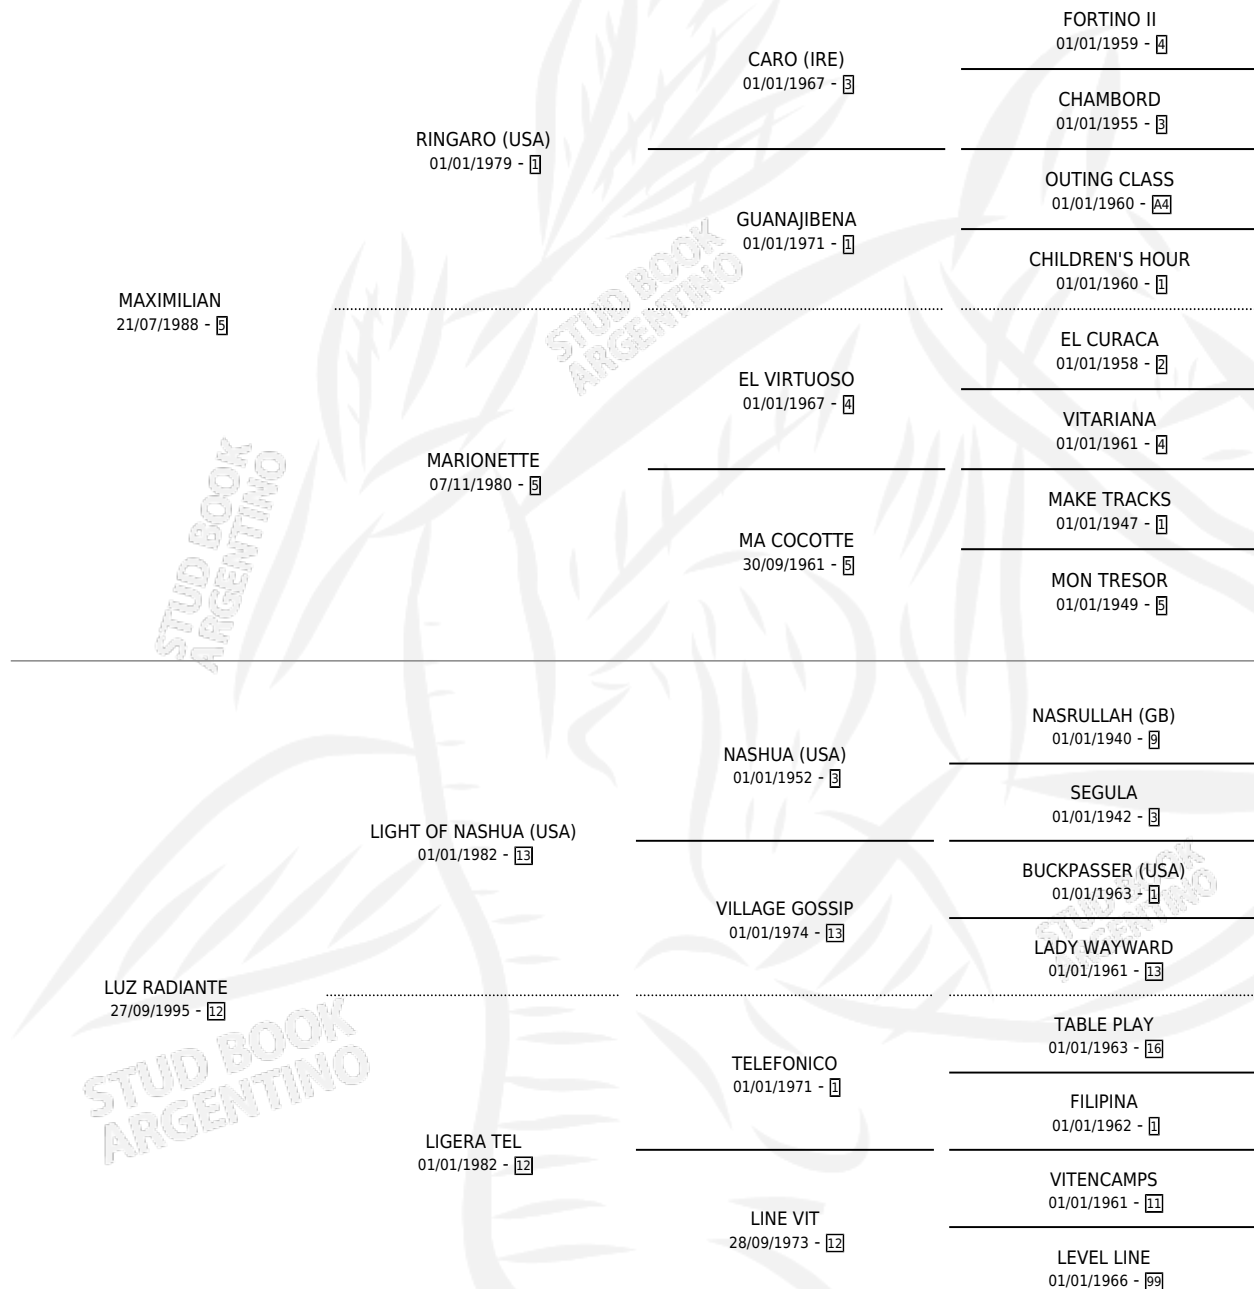 FORTINO II
01/01/1959 - 4
CARO (IRE)
01/01/1967 - 3
CHAMBORD
01/01/1955 - 3
RINGARO (USA)
01/01/1979 - 1
OUTING CLASS
01/01/1960 - A4
GUANAJIBENA
01/01/1971 - 1
CHILDREN'S HOUR
01/01/1960 - 1
MAXIMILIAN
21/07/1988 - 5
EL CURACA
01/01/1958 - 2
EL VIRTUOSO
01/01/1967 - 4
VITARIANA
01/01/1961 - 4
MARIONETTE
07/11/1980 - 5
MAKE TRACKS
01/01/1947 - 1
MA COCOTTE
30/09/1961 - 5
MON TRESOR
01/01/1949 - 5
NASRULLAH (GB)
01/01/1940 - 9
NASHUA (USA)
01/01/1952 - 3
SEGULA
01/01/1942 - 3
LIGHT OF NASHUA (USA)
01/01/1982 - 13
BUCKPASSER (USA)
01/01/1963 - 1
VILLAGE GOSSIP
01/01/1974 - 13
LADY WAYWARD
01/01/1961 - 13
LUZ RADIANTE
27/09/1995 - 12
TABLE PLAY
01/01/1963 - 16
TELEFONICO
01/01/1971 - 1
FILIPINA
01/01/1962 - 1
LIGERA TEL
01/01/1982 - 12
VITENCAMPS
01/01/1961 - 11
LINE VIT
28/09/1973 - 12
LEVEL LINE
01/01/1966 - 99
STUD BOOK
ARGENTINO
STUD BOOK
ARGENTINO
STUD BOOK
ARGENTINO
STUD BOOK
ARGENTINO